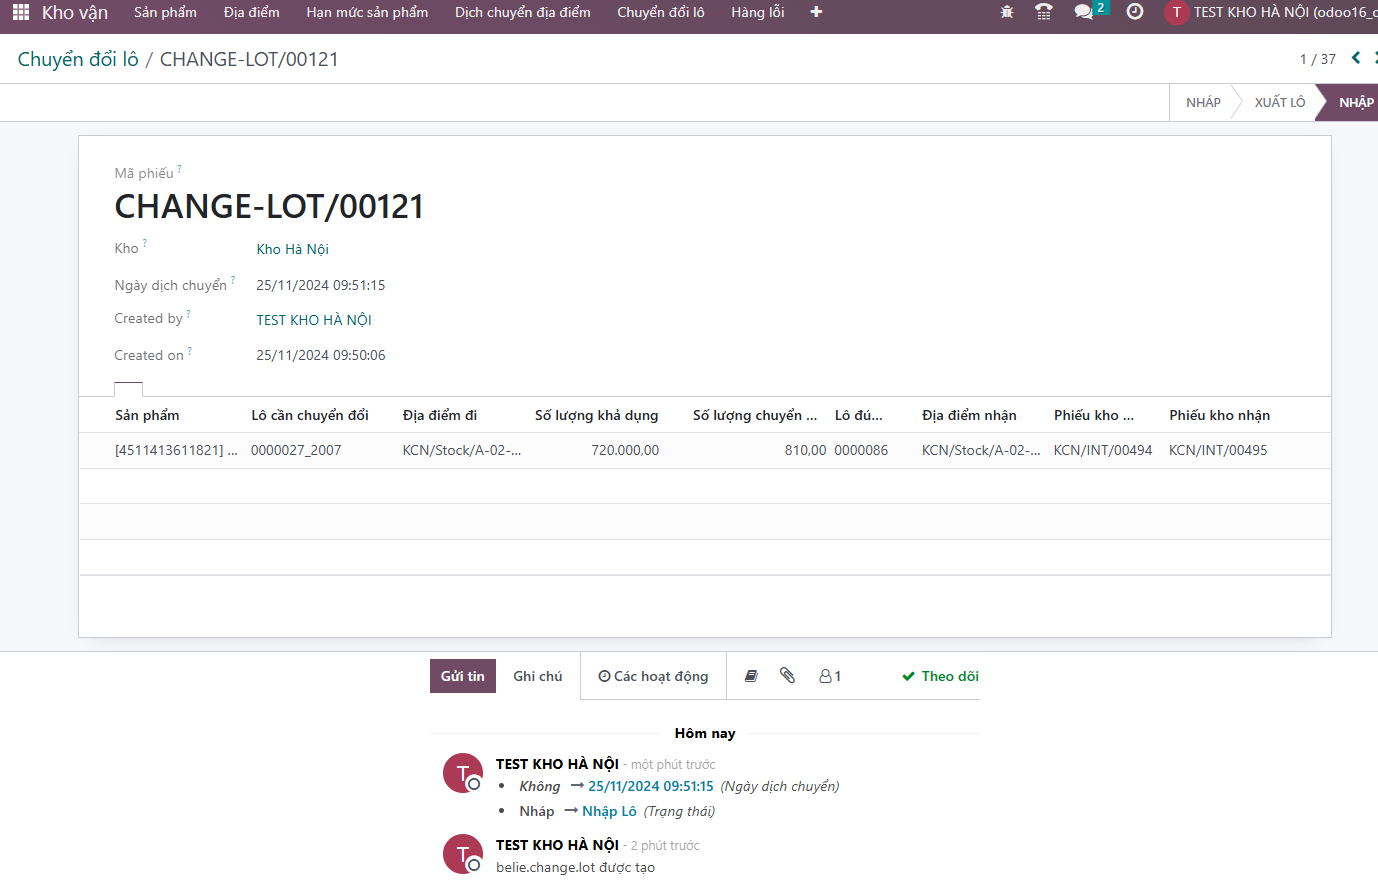 Kho vận Sản phẩm Địa điểm Hạn mức sản phẩm Dịch chuyển địa điểm Chuyển đổi lô Hàng lỗi + 2 T TEST KHO HÀ NỘI (odoo16_
Chuyển đổi lô / CHANGE-LOT/00121 1 / 37
NHÁP XUẤT LÔ NHẬP
Mã phiếu ?
CHANGE-LOT/00121
Kho ? Kho Hà Nội
Ngày dịch chuyển ? 25/11/2024 09:51:15
Created by ? TEST KHO HÀ NỘI
Created on ? 25/11/2024 09:50:06
Sản phẩm Lô cần chuyển đổi Địa điểm đi Số lượng khả dụng Số lượng chuyển ... Lô đú... Địa điểm nhận Phiếu kho ... Phiếu kho nhận
[4511413611821] ... 0000027_2007 KCN/Stock/A-02-... 720.000,00 810,00 0000086 KCN/Stock/A-02-... KCN/INT/00494 KCN/INT/00495
Gửi tin Ghi chú Các hoạt động 1 Theo dõi
Hôm nay
T TEST KHO HÀ NỘI - một phút trước
• Không → 25/11/2024 09:51:15 (Ngày dịch chuyển)
• Nháp → Nhập Lô (Trạng thái)
T TEST KHO HÀ NỘI - 2 phút trước
belie.change.lot được tạo